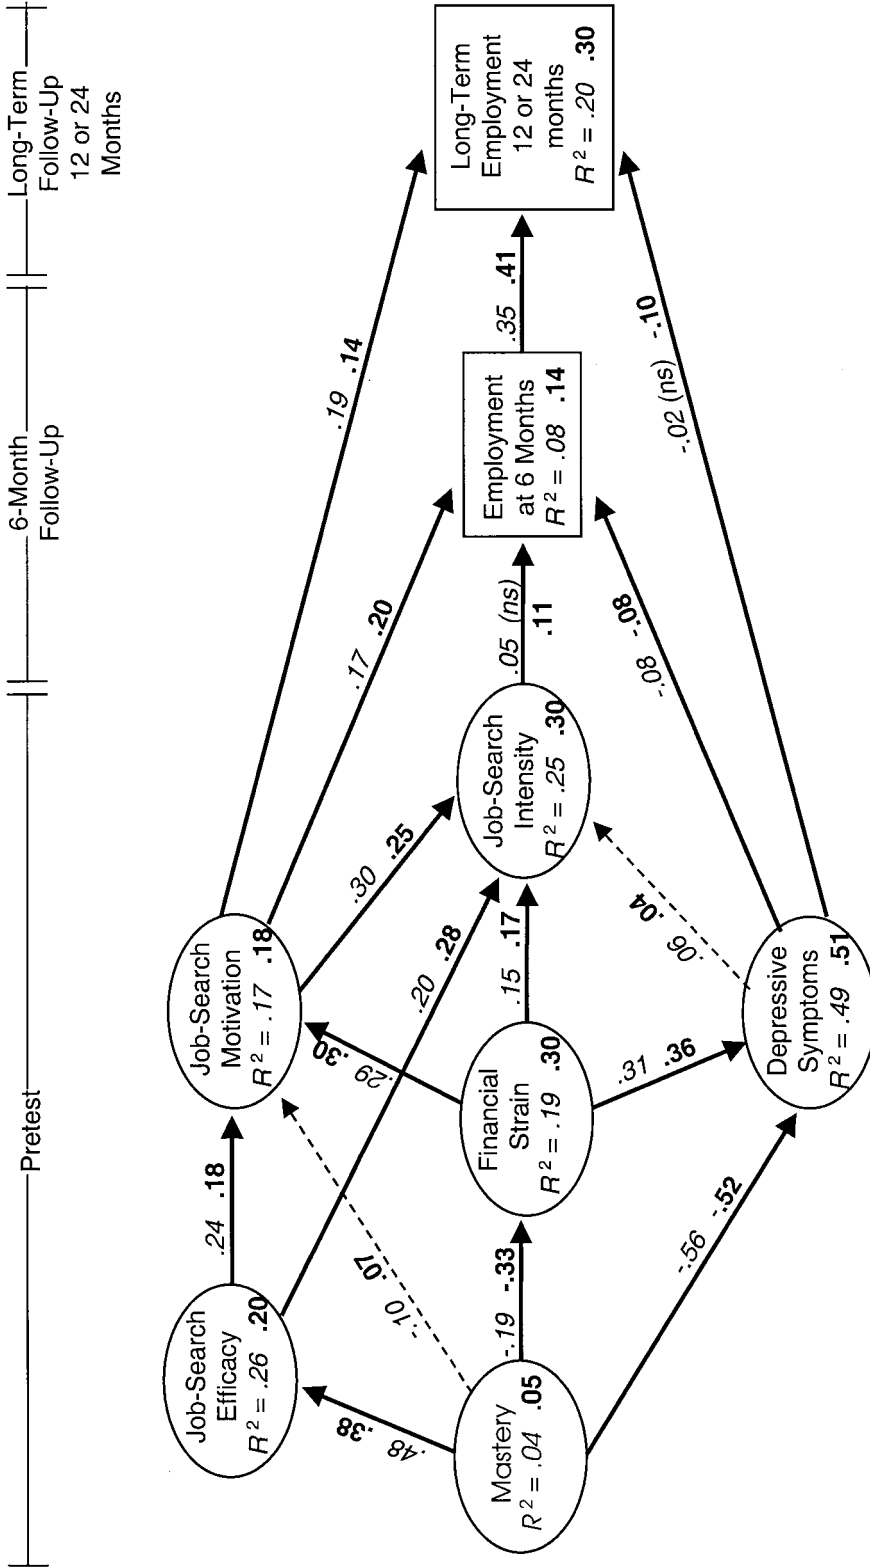 Pretest
6-Month
Follow-Up
Long-Term
Follow-Up
12 or 24
Months
Job-Search
Efficacy
R² = .26 .20
.24 .18
Job-Search
Motivation
R² = .17 .18
.19 .14
.17 .20
.30 .25
.20 .28
.48 .38
-.10 .07
.29 .30
Mastery
R² = .04 .05
-.19 -.33
Financial
Strain
R² = .19 .30
.15 .17
Job-Search
Intensity
R² = .25 .30
.05 (ns)
.11
Employment
at 6 Months
R² = .08 .14
.35 .41
Long-Term
Employment
12 or 24
months
R² = .20 .30
-.56 -.52
.31 .36
.06 .04
-.08 -.08
-.02 (ns) -.10
Depressive
Symptoms
R² = .49 .51